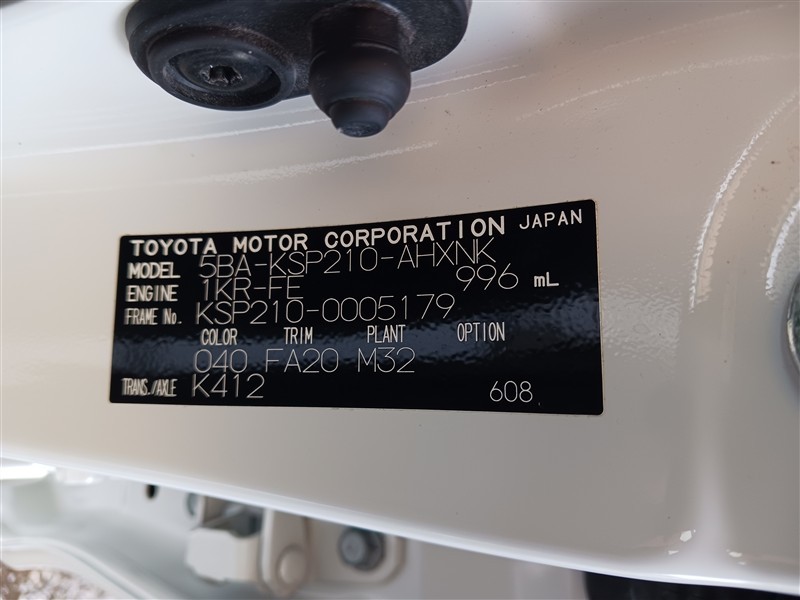 TOYOTA MOTOR CORPORATION JAPAN
MODEL 5BA-KSP210-AHXNK
ENGINE 1KR-FE 996 mL
FRAME No. KSP210-0005179
COLOR TRIM PLANT OPTION
040 FA20 M32
TRANS./AXLE K412 608